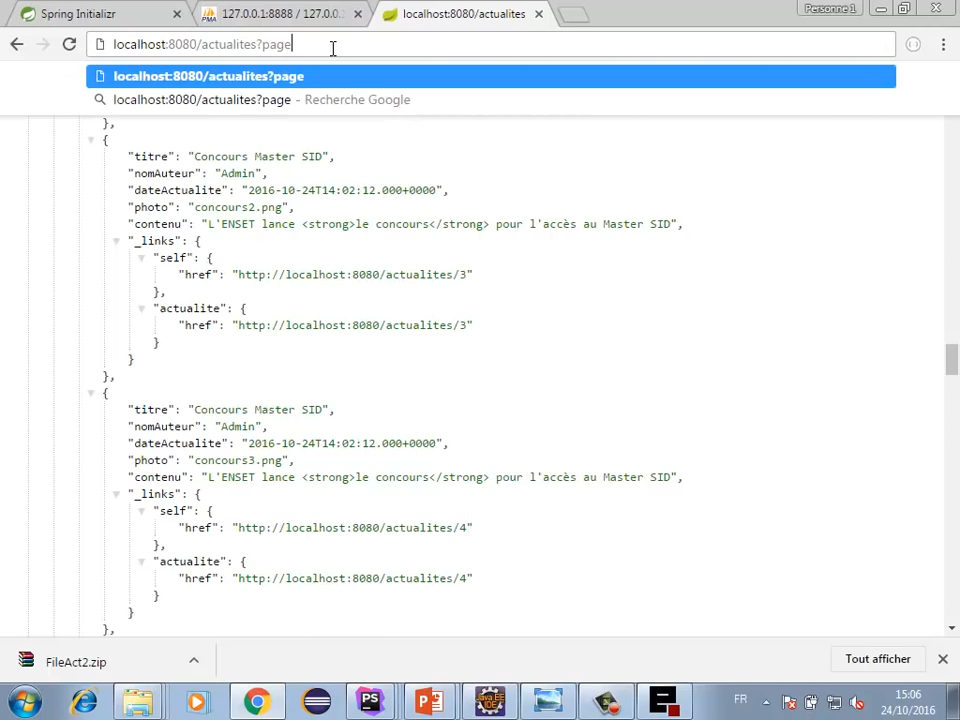 Spring Initializr
127.0.0.1:8888 / 127.0.0.
localhost:8080/actualites
Personne 1
localhost:8080/actualites?page
localhost:8080/actualites?page
localhost:8080/actualites?page - Recherche Google
},
{
"titre": "Concours Master SID",
"nomAuteur": "Admin",
"dateActualite": "2016-10-24T14:02:12.000+0000",
"photo": "concours2.png",
"contenu": "L'ENSET lance <strong>le concours</strong> pour l'accès au Master SID",
"_links": {
"self": {
"href": "http://localhost:8080/actualites/3"
},
"actualite": {
"href": "http://localhost:8080/actualites/3"
}
}
},
{
"titre": "Concours Master SID",
"nomAuteur": "Admin",
"dateActualite": "2016-10-24T14:02:12.000+0000",
"photo": "concours3.png",
"contenu": "L'ENSET lance <strong>le concours</strong> pour l'accès au Master SID",
"_links": {
"self": {
"href": "http://localhost:8080/actualites/4"
},
"actualite": {
"href": "http://localhost:8080/actualites/4"
}
}
},
FileAct2.zip
Tout afficher
PS
Java EE
IDE
FR
15:06
24/10/2016